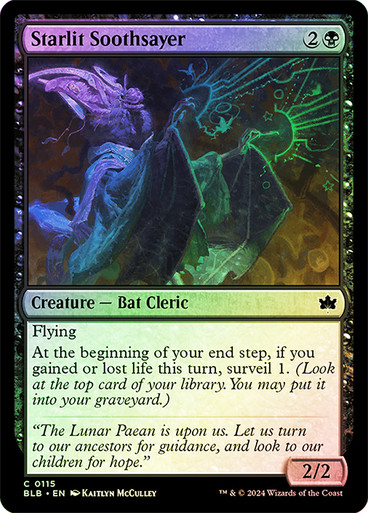 Starlit Soothsayer 2
Creature — Bat Cleric
Flying
At the beginning of your end step, if you
gained or lost life this turn, surveil 1. (Look
at the top card of your library. You may put it
into your graveyard.)
“The Lunar Paean is upon us. Let us turn
to our ancestors for guidance, and look to our
children for hope.”
2/2
C 0115
BLB • EN Kaitlyn McCulley
™ & © 2024 Wizards of the Coast